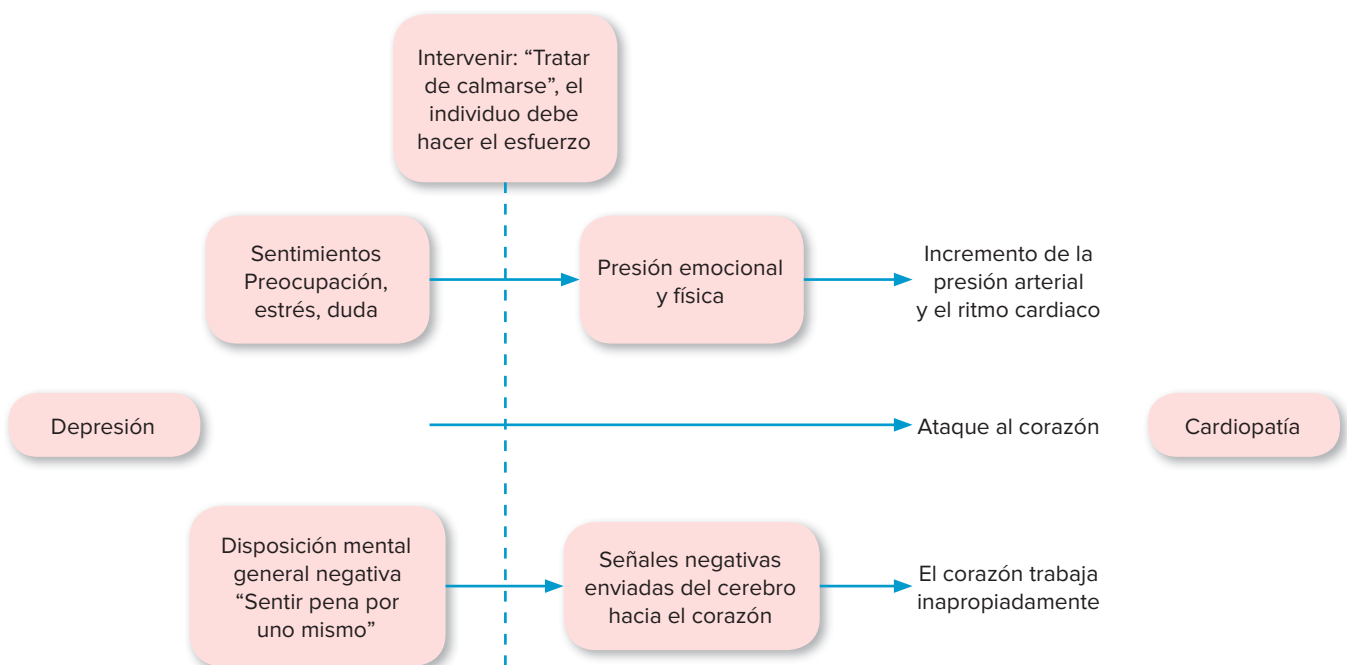 Intervenir: “Tratar
de calmarse”, el
individuo debe
hacer el esfuerzo
Sentimientos
Preocupación,
estrés, duda
Presión emocional
y física
Incremento de la
presión arterial
y el ritmo cardiaco
Depresión
Ataque al corazón
Cardiopatía
Disposición mental
general negativa
“Sentir pena por
uno mismo”
Señales negativas
enviadas del cerebro
hacia el corazón
El corazón trabaja
inapropiadamente